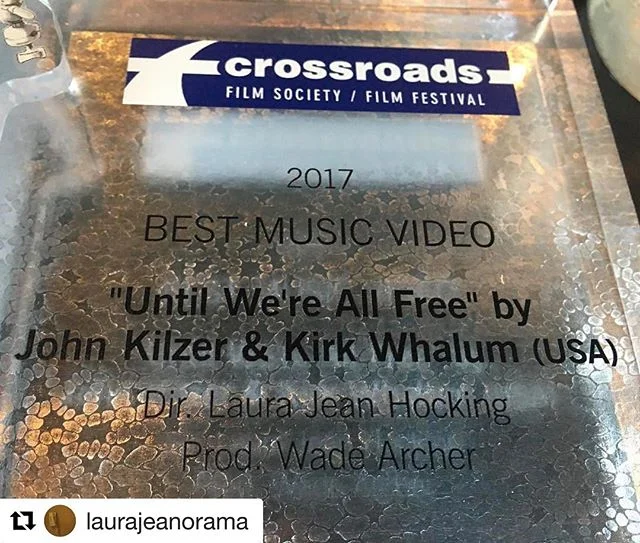 crossroads
FILM SOCIETY / FILM FESTIVAL
2017
BEST MUSIC VIDEO
"Until We're All Free" by
John Kilzer & Kirk Whalum (USA)
Dir. Laura Jean Hocking
Prod. Wade Archer
laurajeanorama